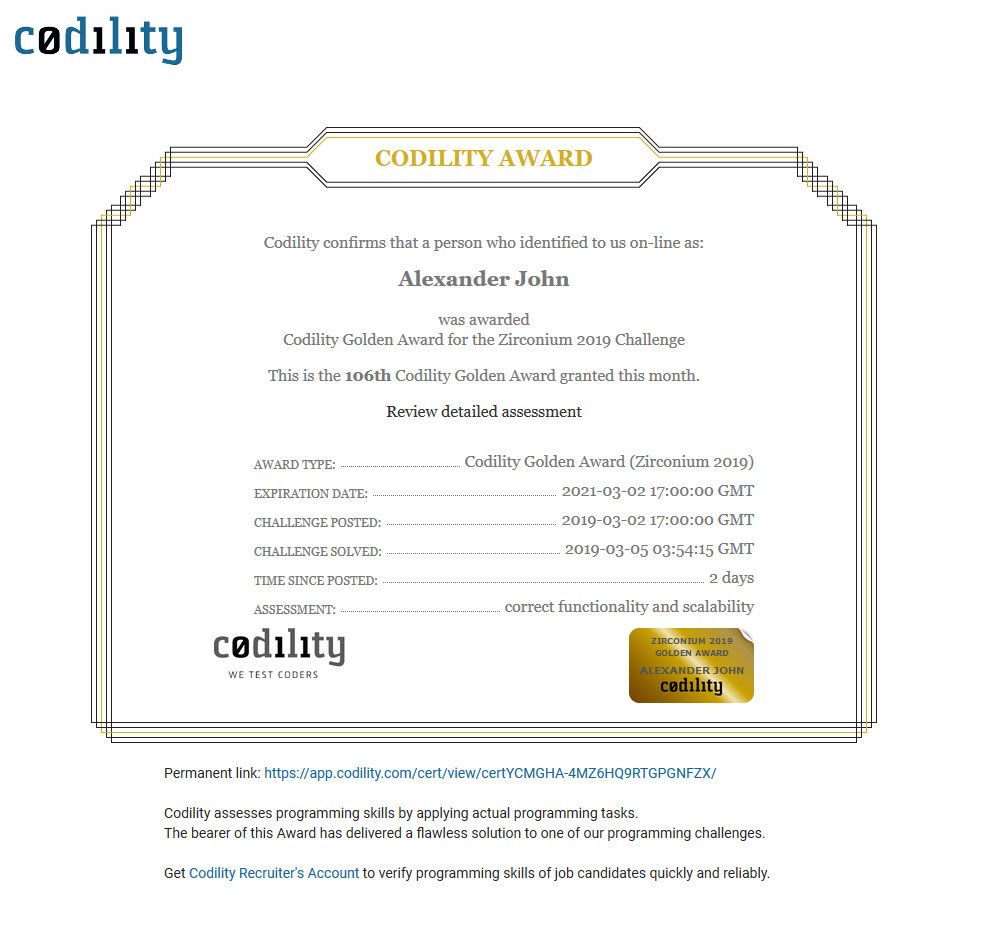 codility
CODILITY AWARD
Codility confirms that a person who identified to us on-line as:
Alexander John
was awarded
Codility Golden Award for the Zirconium 2019 Challenge
This is the 106th Codility Golden Award granted this month.
Review detailed assessment
AWARD TYPE: Codility Golden Award (Zirconium 2019)
EXPIRATION DATE: 2021-03-02 17:00:00 GMT
CHALLENGE POSTED: 2019-03-02 17:00:00 GMT
CHALLENGE SOLVED: 2019-03-05 03:54:15 GMT
TIME SINCE POSTED: 2 days
ASSESSMENT: correct functionality and scalability
codility
WE TEST CODERS
ZIRCONIUM 2019
GOLDEN AWARD
ALEXANDER JOHN
codility
Permanent link: https://app.codility.com/cert/view/certYCMGHA-4MZ6HQ9RTGPGNFZX/
Codility assesses programming skills by applying actual programming tasks.
The bearer of this Award has delivered a flawless solution to one of our programming challenges.
Get Codility Recruiter's Account to verify programming skills of job candidates quickly and reliably.